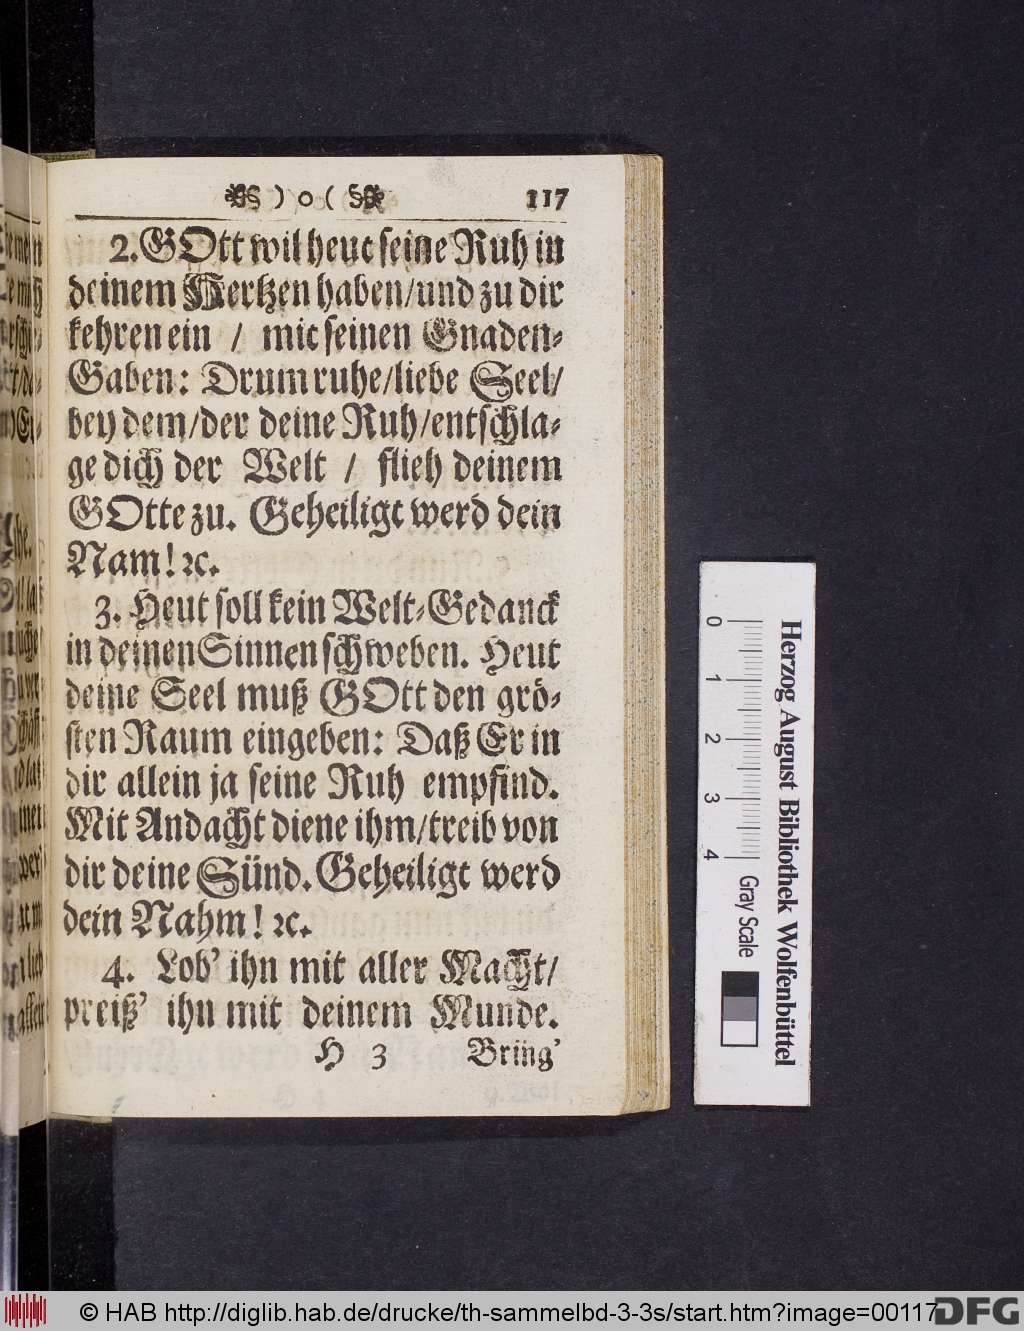 ) o ( 117
2. GOtt wil heut seine Ruh in
deinem Hertzen haben/und zu dir
kehren ein / mit seinen Gnaden-
Gaben: Drum ruhe/liebe Seel/
bey dem/der deine Ruh/entschla-
ge dich der Welt / flieh deinem
GOtte zu. Geheiligt werd dein
Nam! ꝛc.
3. Heut soll kein Welt-Gedanck
in deinen Sinnen schweben. Heut
deine Seel muß GOtt den grö-
sten Raum eingeben: Daß Er in
dir allein ja seine Ruh empfind.
Mit Andacht diene ihm/treib von
dir deine Sünd. Geheiligt werd
dein Nahm! ꝛc.
4. Lob' ihn mit aller Macht/
preiß' ihn mit deinem Munde.
H 3 Bring'
0 1 2 3 4 Gray Scale
Herzog August Bibliothek Wolfenbüttel
© HAB http://diglib.hab.de/drucke/th-sammelbd-3-3s/start.htm?image=00117
DFG